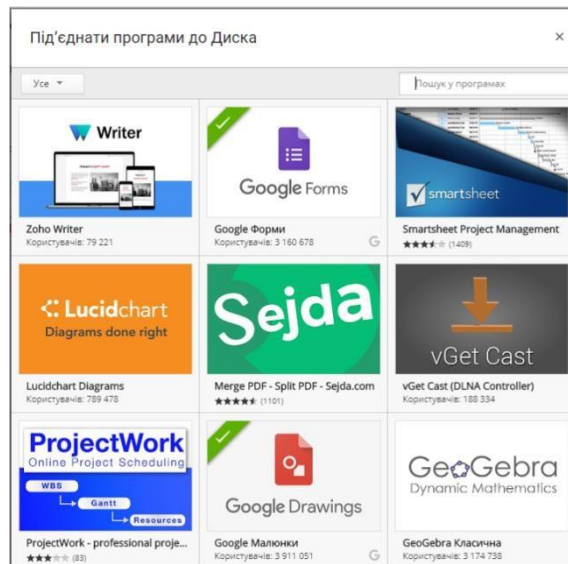 Під’єднати програми до Диска ×
Усе
Пошук у програмах
Writer
Google Forms
smartsheet
Zoho Writer
Користувачів: 79 221
Google Форми
Користувачів: 3 160 678
Smartsheet Project Management
(1409)
Lucidchart
Diagrams done right
Sejda
vGet Cast
Lucidchart Diagrams
Користувачів: 789 478
Merge PDF - Split PDF - Sejda.com
(1101)
vGet Cast (DLNA Controller)
Користувачів: 188 334
ProjectWork
Online Project Scheduling
WBS
Gantt
Resources
Google Drawings
GeoGebra
Dynamic Mathematics
ProjectWork - professional proje...
(83)
Google Малюнки
Користувачів: 3 911 051
GeoGebra Класична
Користувачів: 3 174 738